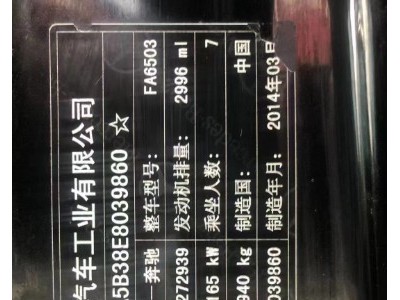 汽车工业有限公司
5B38E8039860 ☆
奔驰 整车型号: FA6503
272939 发动机排量: 2996 ml
165 kW 乘坐人数: 7
940 kg 制造国: 中国
039860 制造年月: 2014年03月